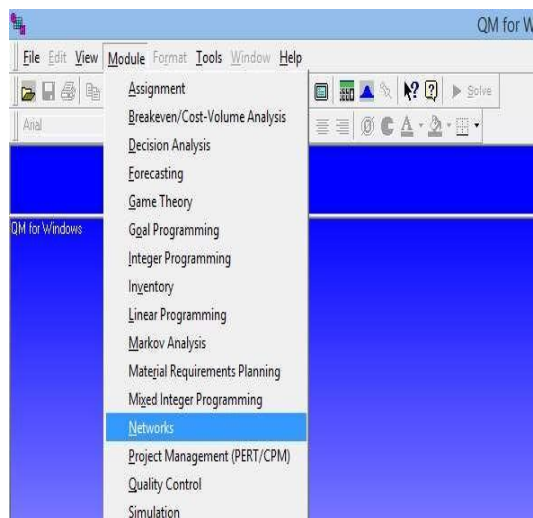 QM for W
File Edit View Module Format Tools Window Help
Solve
Arial
Assignment
Breakeven/Cost-Volume Analysis
Decision Analysis
Forecasting
Game Theory
Goal Programming
Integer Programming
Inventory
Linear Programming
Markov Analysis
Material Requirements Planning
Mixed Integer Programming
Networks
Project Management (PERT/CPM)
Quality Control
Simulation
QM for Windows